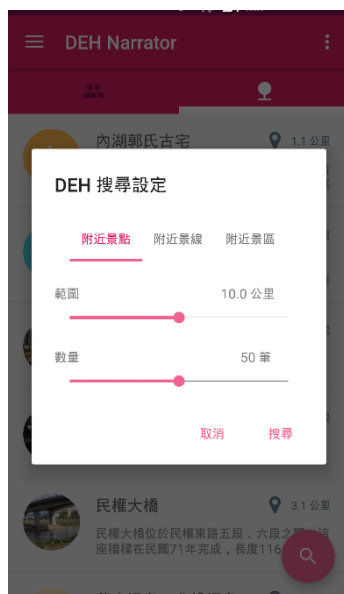 DEH Narrator
內湖郭氏古宅
1.1 公里
DEH 搜尋設定
附近景點
附近景線
附近景區
範圍
10.0 公里
數量
50 筆
取消
搜尋
民權大橋
3.1 公里
民權大橋位於民權東路五段、六段之
座橋樑在民國71年完成，長度116